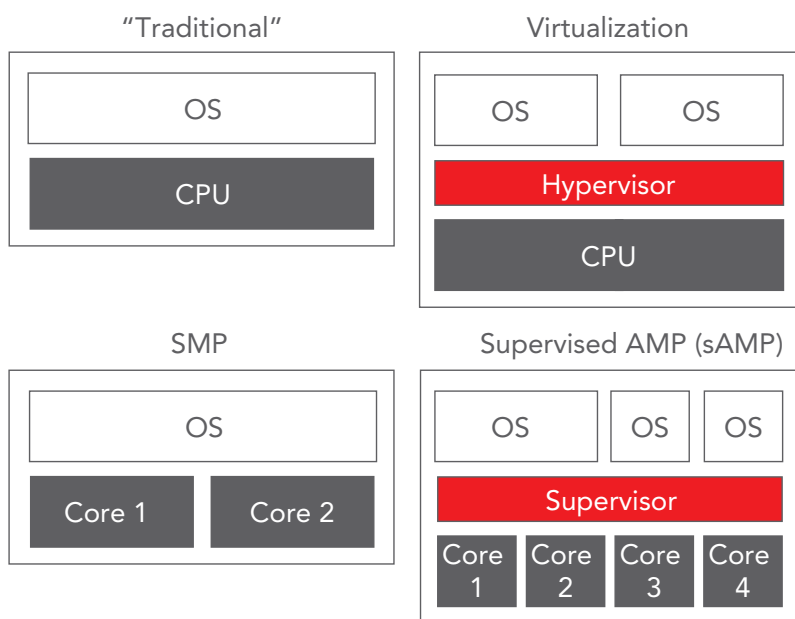 “Traditional”
OS
CPU
Virtualization
OS OS
Hypervisor
CPU
SMP
OS
Core 1 Core 2
Supervised AMP (sAMP)
OS OS OS
Supervisor
Core Core Core Core
1 2 3 4